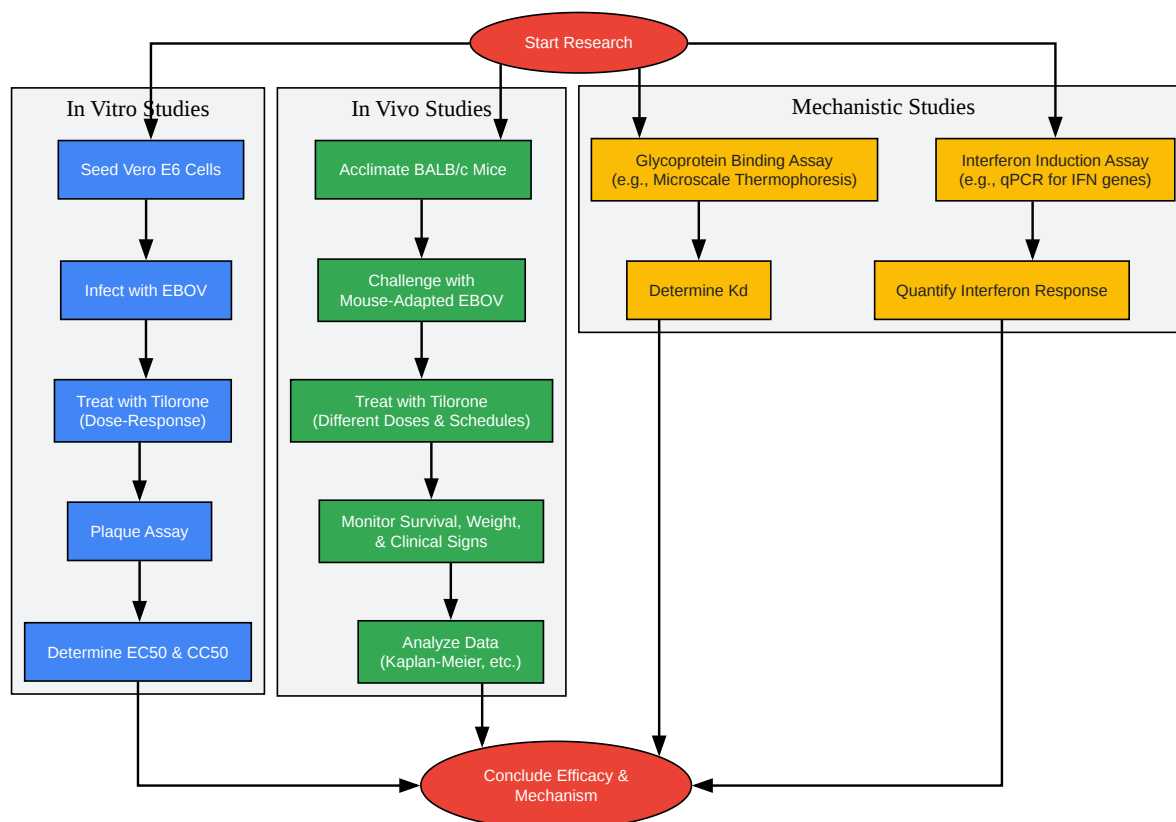 Start Research
In Vitro Studies
Seed Vero E6 Cells
Infect with EBOV
Treat with Tilorone
(Dose-Response)
Plaque Assay
Determine EC50 & CC50
In Vivo Studies
Acclimate BALB/c Mice
Challenge with
Mouse-Adapted EBOV
Treat with Tilorone
(Different Doses & Schedules)
Monitor Survival, Weight,
& Clinical Signs
Analyze Data
(Kaplan-Meier, etc.)
Mechanistic Studies
Glycoprotein Binding Assay
(e.g., Microscale Thermophoresis)
Determine Kd
Interferon Induction Assay
(e.g., qPCR for IFN genes)
Quantify Interferon Response
Conclude Efficacy &
Mechanism